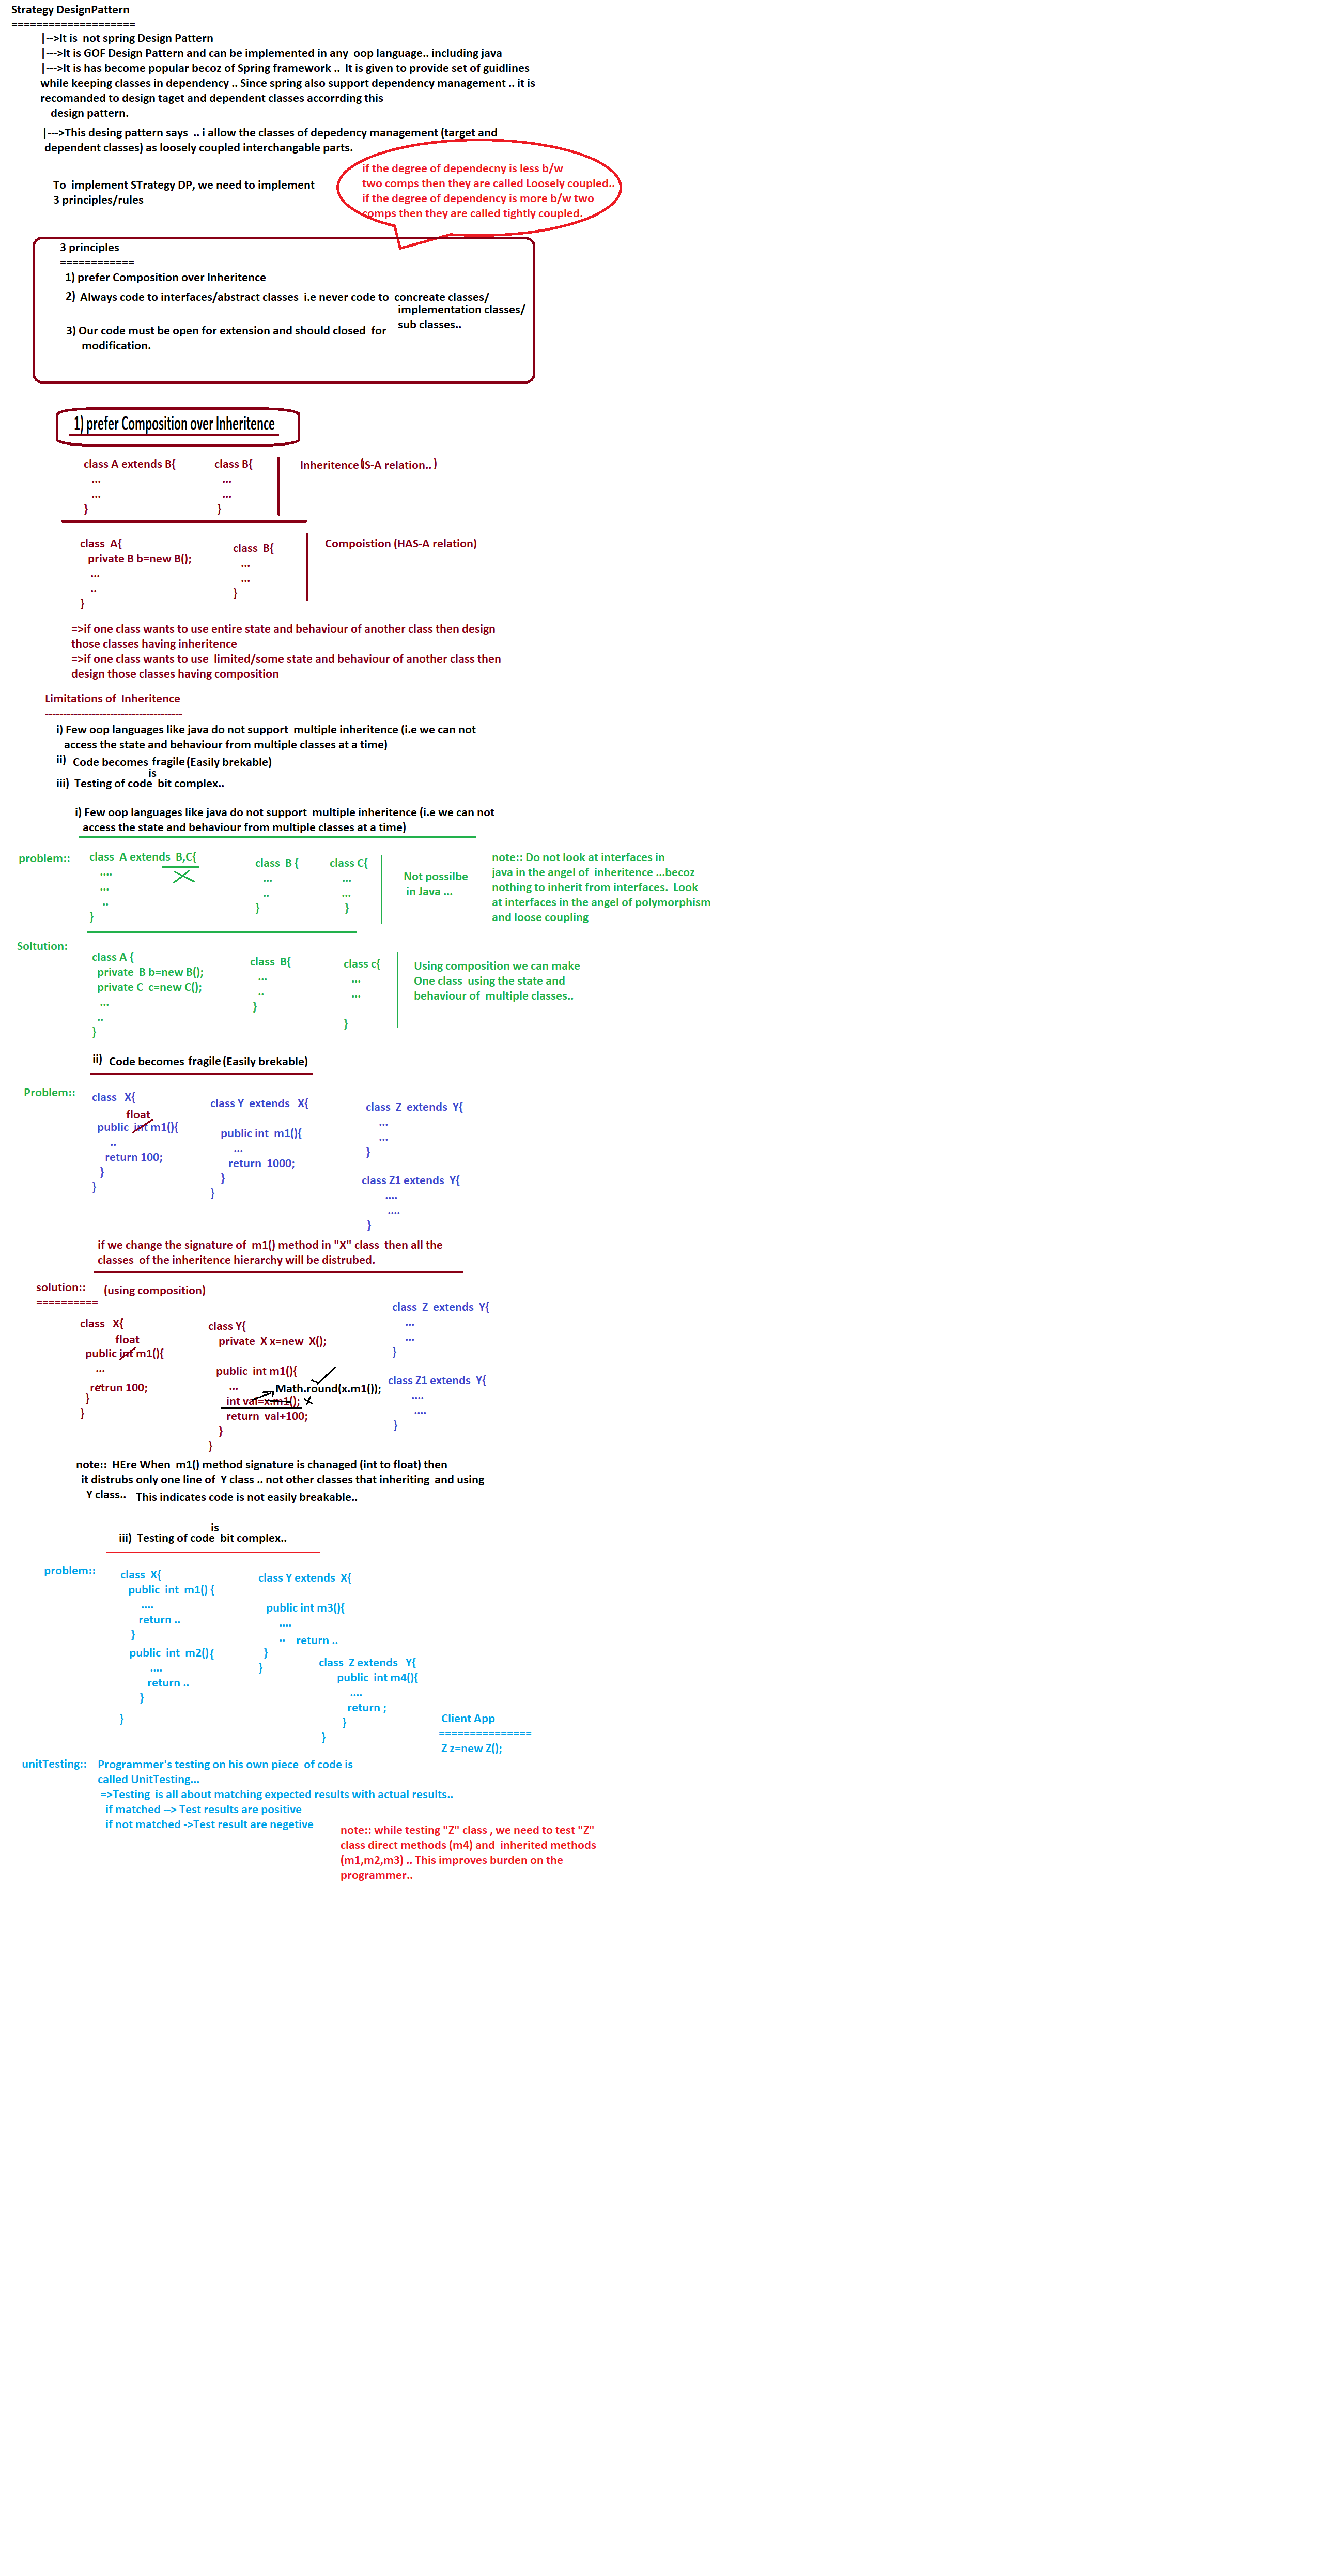 Strategy DesignPattern
====================
|-->It is  not spring Design Pattern
|--->It is GOF Design Pattern and can be implemented in any  oop language.. including java
|--->It is has become popular becoz of Spring framework ..  It is given to provide set of guidlines
while keeping classes in dependency .. Since spring also support dependency management .. it is
recomanded to design taget and dependent classes accorrding this
design pattern.
|--->This desing pattern says  .. i allow the classes of depedency management (target and
dependent classes) as loosely coupled interchangable parts.
if the degree of dependecny is less b/w
two comps then they are called Loosely coupled..
if the degree of dependency is more b/w two
comps then they are called tightly coupled.
To  implement STrategy DP, we need to implement
3 principles/rules
3 principles
============
1) prefer Composition over Inheritence
2)  Always code to interfaces/abstract classes  i.e never code to  concreate classes/
implementation classes/
sub classes..
3) Our code must be open for extension and should closed  for
modification.
1) prefer Composition over Inheritence
class A extends B{
...
...
}
class B{
...
...
}
Inheritence(IS-A relation.. )
class  A{
private B b=new B();
...
..
}
class  B{
...
...
}
Compoistion (HAS-A relation)
=>if one class wants to use entire state and behaviour of another class then design
those classes having inheritence
=>if one class wants to use  limited/some state and behaviour of another class then
design those classes having composition
Limitations of  Inheritence
--------------------------------------
i) Few oop languages like java do not support  multiple inheritence (i.e we can not
access the state and behaviour from multiple classes at a time)
ii)  Code becomes fragile (Easily brekable)
is
iii)  Testing of code  bit complex..
i) Few oop languages like java do not support  multiple inheritence (i.e we can not
access the state and behaviour from multiple classes at a time)
problem::
class  A extends  B,C{
....
...
..
}
class  B {
...
..
}
class C{
...
...
}
Not possilbe
in Java ...
note:: Do not look at interfaces in
java in the angel of  inheritence ...becoz
nothing to inherit from interfaces.  Look
at interfaces in the angel of polymorphism
and loose coupling
Soltution:
class A {
private  B b=new B();
private C  c=new C();
...
..
}
class  B{
...
..
}
class c{
...
...
}
Using composition we can make
One class  using the state and
behaviour of  multiple classes..
ii)  Code becomes fragile (Easily brekable)
Problem::
class   X{
float
public  int m1(){
..
return 100;
}
}
class Y  extends   X{
public int  m1(){
...
return  1000;
}
}
class  Z  extends  Y{
...
...
}
class Z1 extends  Y{
....
....
}
if we change the signature of  m1() method in "X" class  then all the
classes  of the inheritence hierarchy will be distrubed.
solution::
==========
(using composition)
class   X{
float
public int m1(){
...
retrun 100;
}
}
class Y{
private  X x=new  X();
public  int m1(){
...
Math.round(x.m1());
int val=x.m1();
return  val+100;
}
}
class  Z  extends  Y{
...
...
}
class Z1 extends  Y{
....
....
}
note::  HEre When  m1() method signature is chanaged (int to float) then
it distrubs only one line of  Y class .. not other classes that inheriting  and using
Y class..   This indicates code is not easily breakable..
is
iii)  Testing of code  bit complex..
problem::
class  X{
public  int  m1() {
....
return ..
}
public  int  m2(){
....
return ..
}
}
class Y extends  X{
public int m3(){
....
..    return ..
}
}
class  Z extends   Y{
public  int m4(){
....
return ;
}
}
Client App
===============
Z z=new Z();
unitTesting::
Programmer's testing on his own piece  of code is
called UnitTesting...
=>Testing  is all about matching expected results with actual results..
if matched --> Test results are positive
if not matched ->Test result are negetive
note:: while testing "Z" class , we need to test "Z"
class direct methods (m4) and  inherited methods
(m1,m2,m3) .. This improves burden on the
programmer..